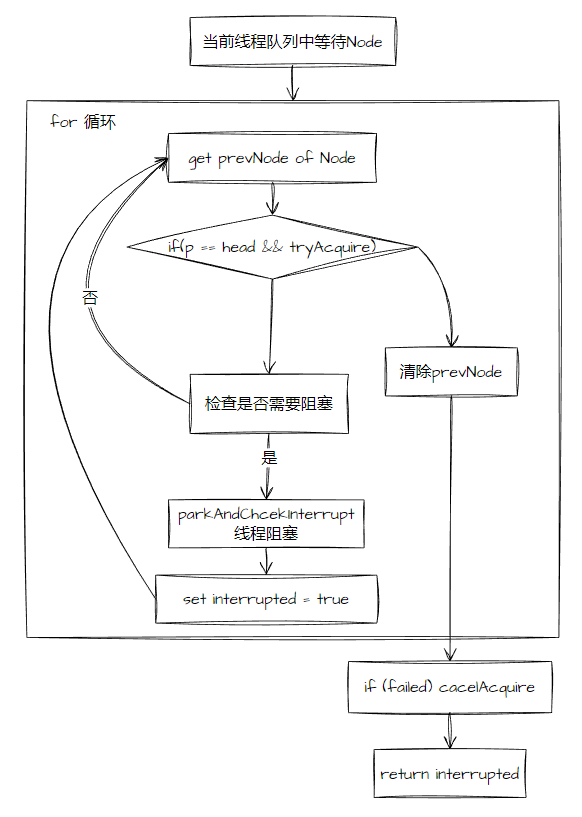 当前线程队列中等待Node
for 循环
get prevNode of Node
if(p == head && tryAcquire)
否
清除prevNode
检查是否需要阻塞
是
parkAndChcekInterrupt
线程阻塞
set interrupted = true
if (failed) cacelAcquire
return interrupted